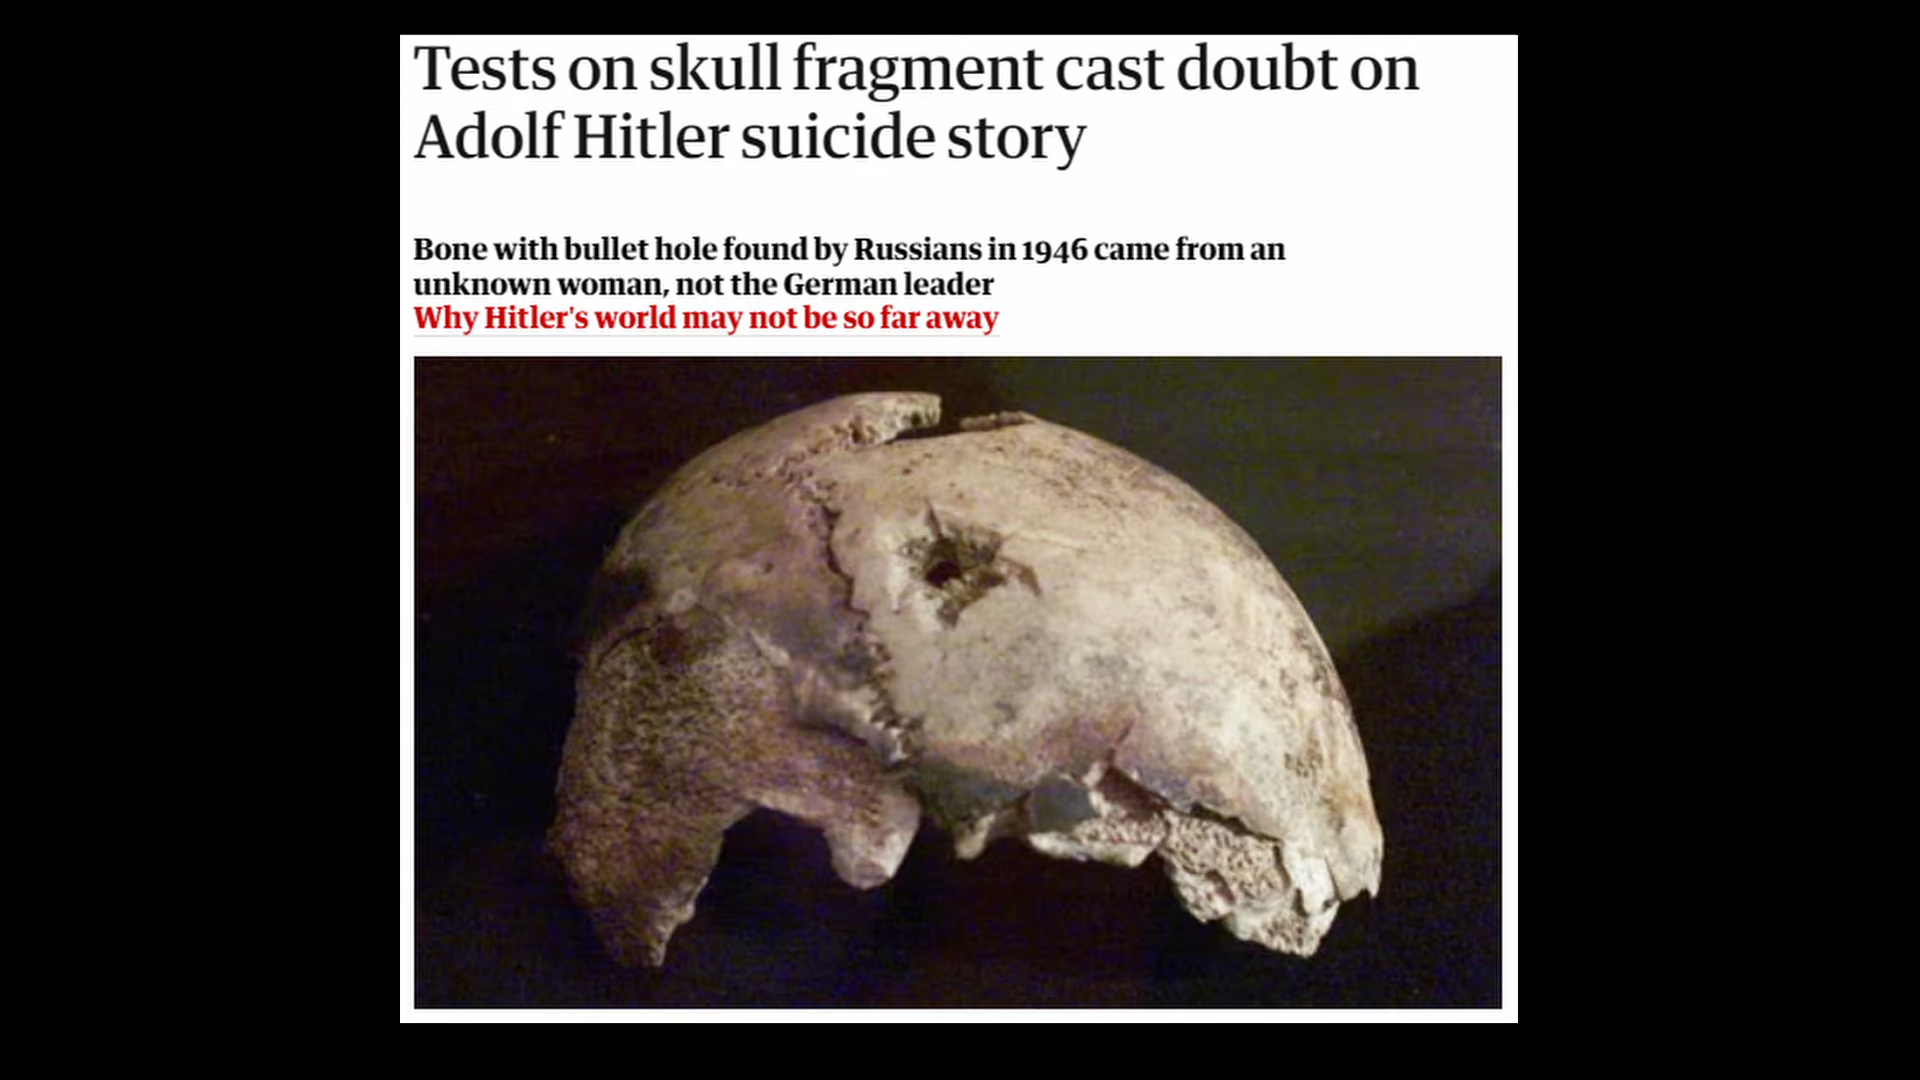 Tests on skull fragment cast doubt on
Adolf Hitler suicide story
Bone with bullet hole found by Russians in 1946 came from an
unknown woman, not the German leader
Why Hitler's world may not be so far away